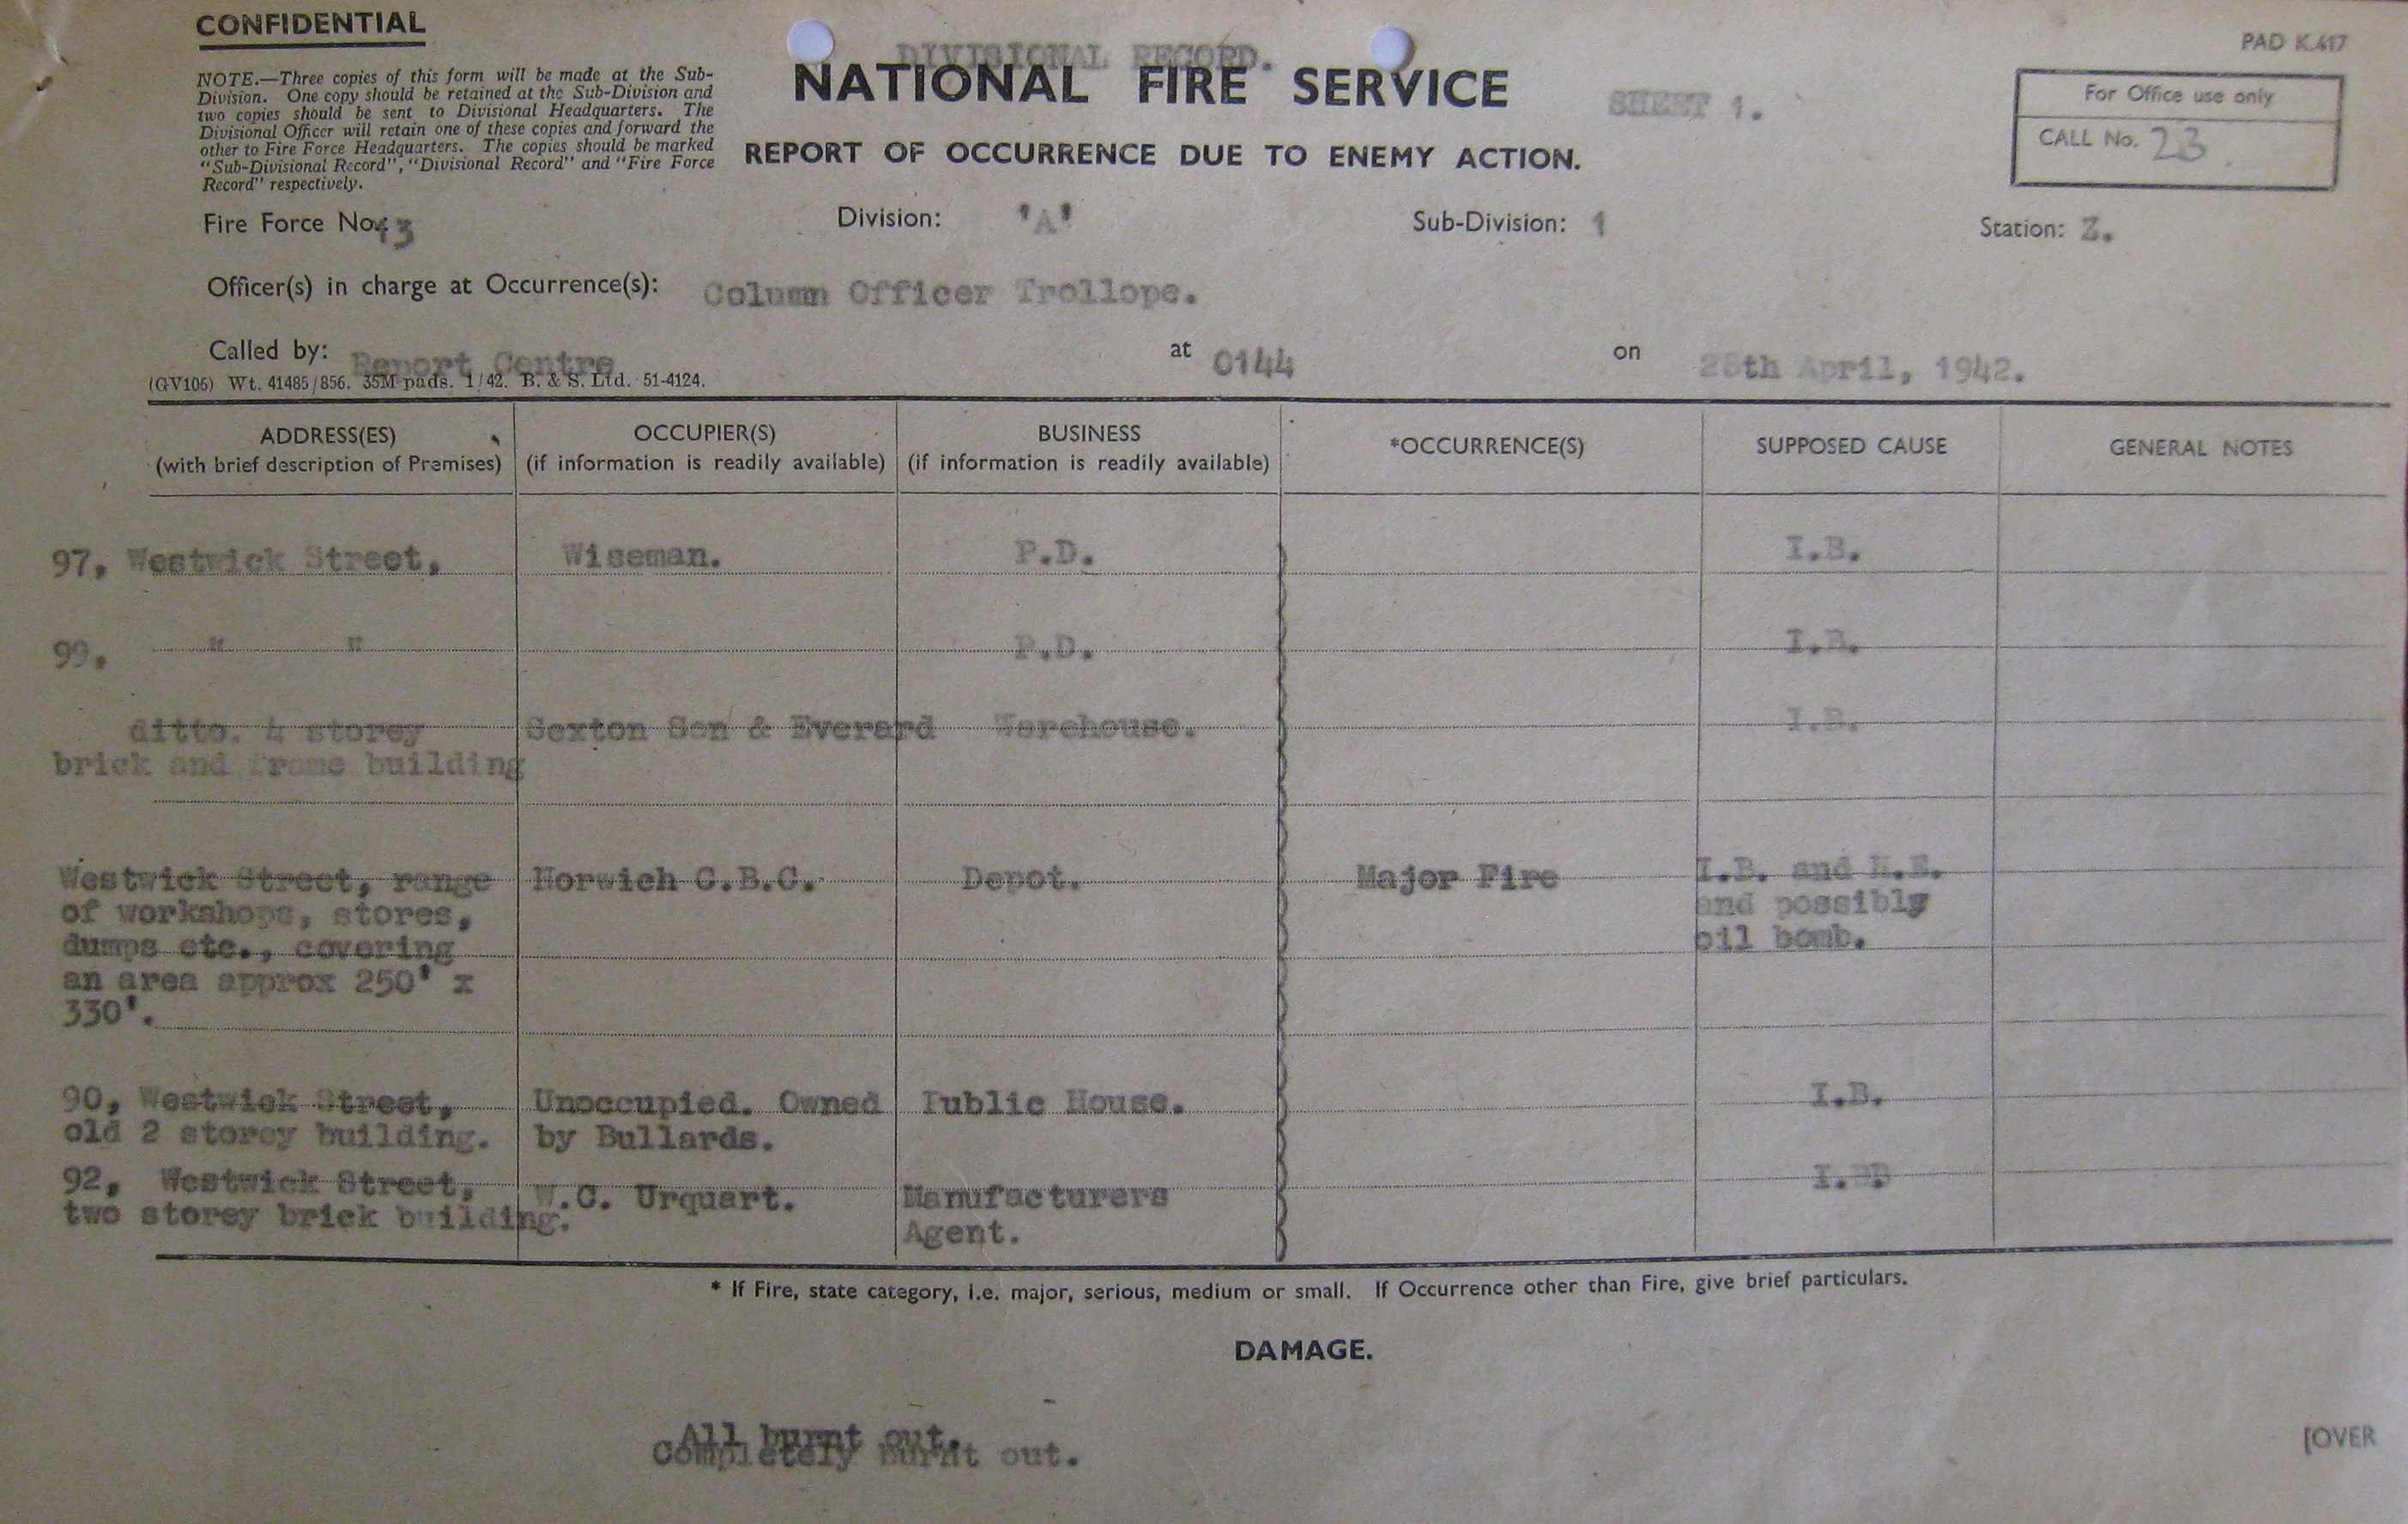 CONFIDENTIAL
DIVISIONAL RECORD.
PAD K.417
NOTE.—Three copies of this form will be made at the Sub-
Division. One copy should be retained at the Sub-Division and
two copies should be sent to Divisional Headquarters. The
Divisional Officer will retain one of these copies and forward the
other to Fire Force Headquarters. The copies should be marked
"Sub-Divisional Record", "Divisional Record" and "Fire Force
Record" respectively.
NATIONAL FIRE SERVICE
SHEET 1.
REPORT OF OCCURRENCE DUE TO ENEMY ACTION.
For Office use only
CALL No. 23
Fire Force No: 13 Division: 'A' Sub-Division: 1 Station: Z.
Officer(s) in charge at Occurrence(s): Column Officer Trollope.
Called by: Report Centre at 0144 on 28th April, 1942.
(GV106) Wt. 41485/856. 35M pads. 1/42. B. & S. Ltd. 51-4124.
ADDRESS(ES) OCCUPIER(S) BUSINESS *OCCURRENCE(S) SUPPOSED CAUSE GENERAL NOTES
(with brief description of Premises) (if information is readily available) (if information is readily available)
97, Westwick Street, Wiseman. P.D. I.B.
99. " " P.D. I.B.
ditto. 4 storey Sexton Son & Everard Warehouse. I.B.
brick and frame building
Westwick Street, range Norwich C.B.C. Depot. Major Fire I.B. and H.E.
of workshops, stores, and possibly
dumps etc., covering oil bomb.
an area approx 250' x
330'.
90, Westwick Street, Unoccupied. Owned Public House. I.B.
old 2 storey building. by Bullards.
92, Westwick Street, W.C. Urquart. Manufacturers
two storey brick building. Agent.
* If Fire, state category, i.e. major, serious, medium or small. If Occurrence other than Fire, give brief particulars.
DAMAGE.
All burnt out.
Completely burnt out.
[OVER